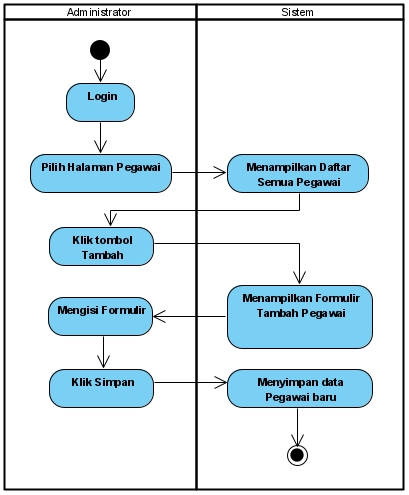 Administrator
Sistem
Login
Pilih Halaman Pegawai
Menampilkan Daftar
Semua Pegawai
Klik tombol
Tambah
Menampilkan Formulir
Tambah Pegawai
Mengisi Formulir
Klik Simpan
Menyimpan data
Pegawai baru